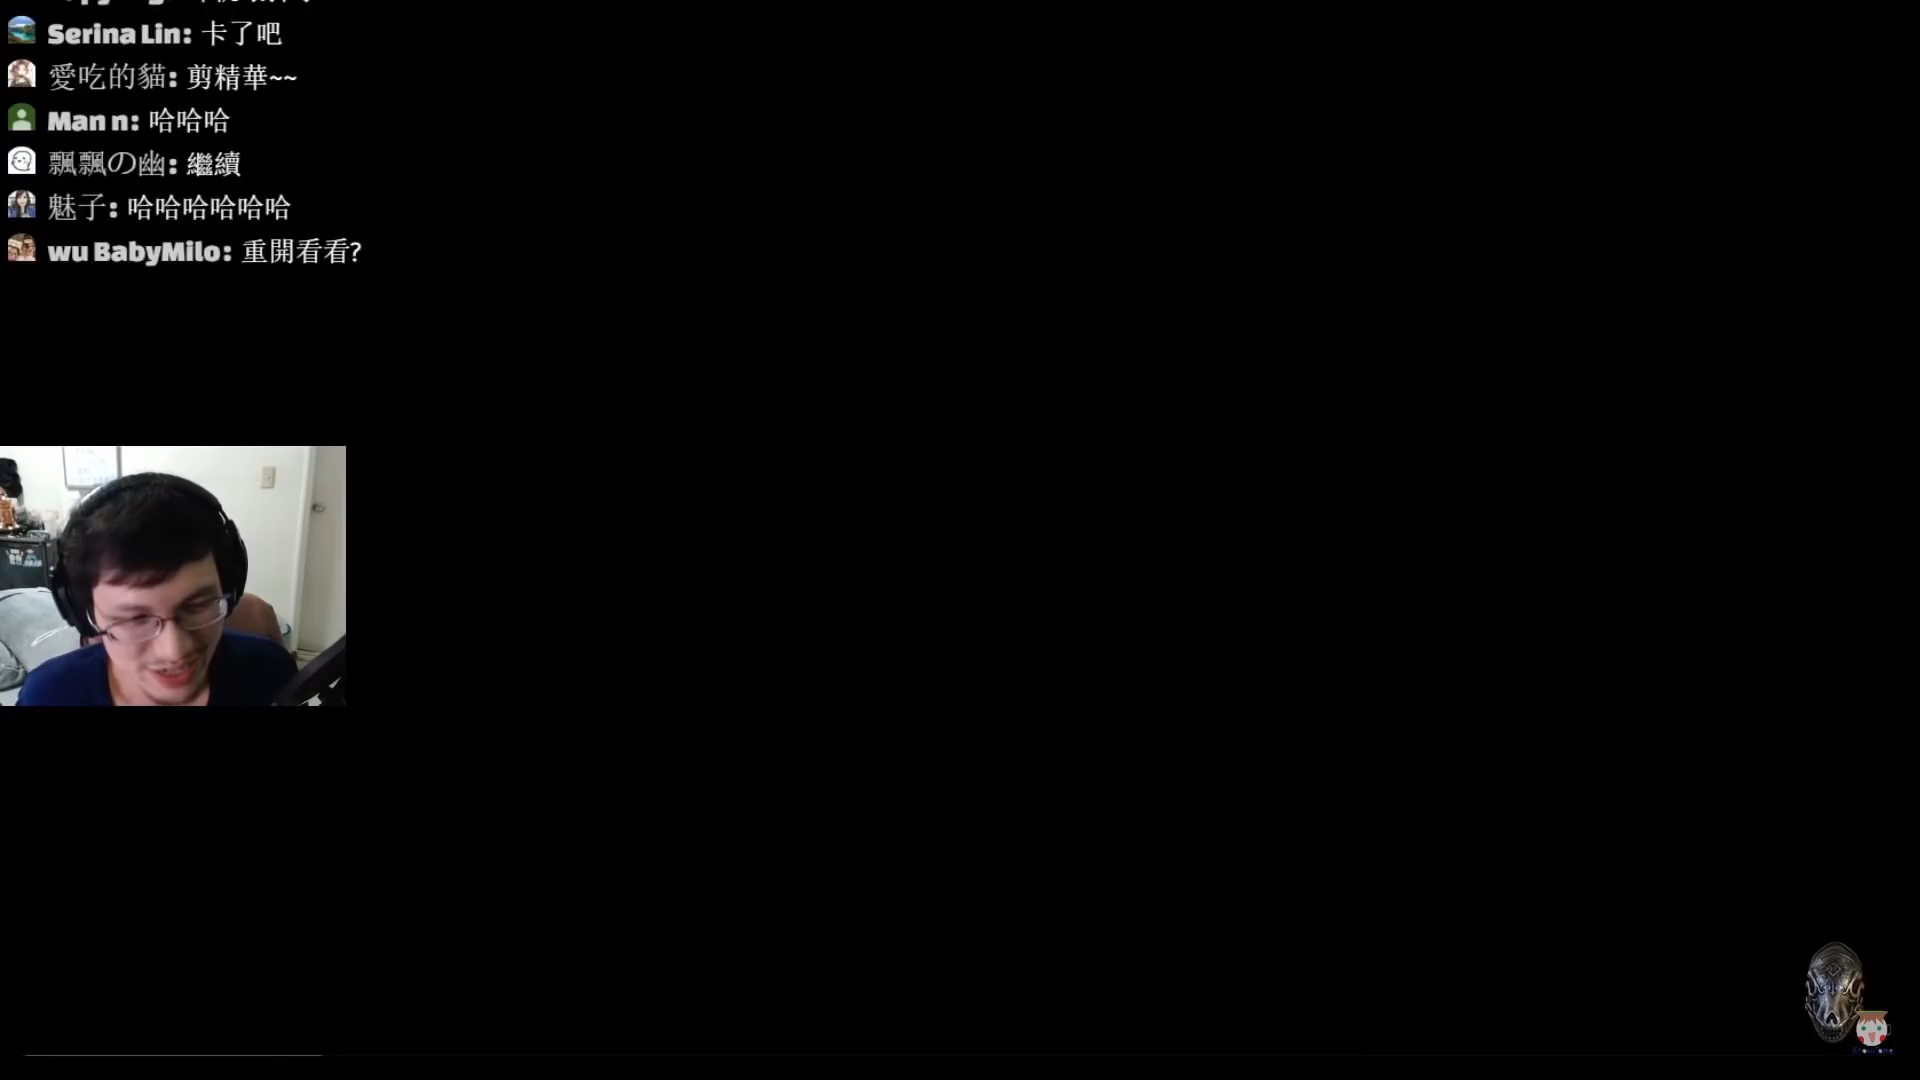 Serina Lin: 卡了吧
愛吃的貓: 剪精華~~
Man n: 哈哈哈
飄飄の幽: 繼續
魅子: 哈哈哈哈哈哈
wu BabyMilo: 重開看看?